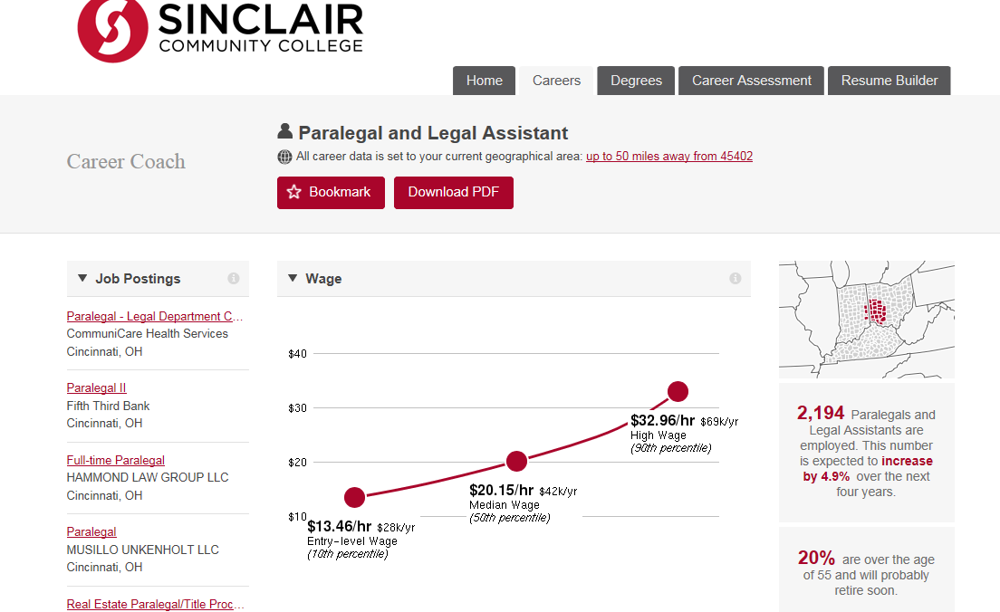 SINCLAIR
COMMUNITY COLLEGE
Home
Careers
Degrees
Career Assessment
Resume Builder
Career Coach
Paralegal and Legal Assistant
All career data is set to your current geographical area: up to 50 miles away from 45402
Bookmark
Download PDF
Job Postings
Paralegal - Legal Department C...
CommuniCare Health Services
Cincinnati, OH
Paralegal II
Fifth Third Bank
Cincinnati, OH
Full-time Paralegal
HAMMOND LAW GROUP LLC
Cincinnati, OH
Paralegal
MUSILLO UNKENHOLT LLC
Cincinnati, OH
Real Estate Paralegal/Title Proc...
Wage
$40
$30
$20
$10
$13.46/hr $28k/yr
Entry-level Wage
(10th percentile)
$20.15/hr $42k/yr
Median Wage
(50th percentile)
$32.96/hr $69k/yr
High Wage
(90th percentile)
2,194 Paralegals and
Legal Assistants are
employed. This number
is expected to increase
by 4.9% over the next
four years.
20% are over the age
of 55 and will probably
retire soon.